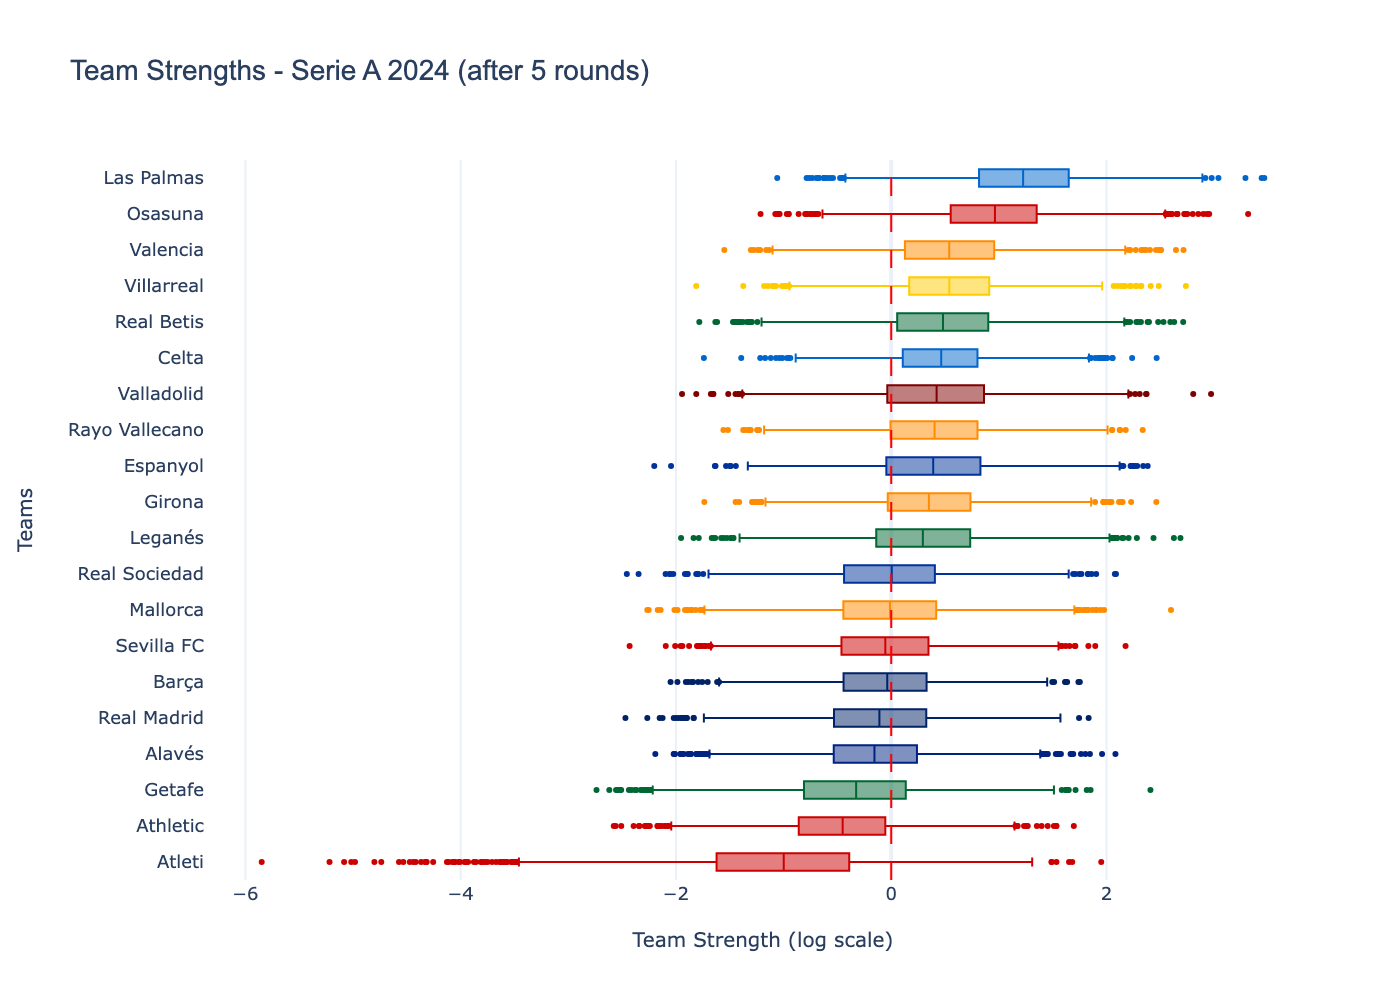 Team Strengths - Serie A 2024 (after 5 rounds)
Las Palmas
Osasuna
Valencia
Villarreal
Real Betis
Celta
Valladolid
Rayo Vallecano
Espanyol
Girona
Leganés
Real Sociedad
Mallorca
Sevilla FC
Barça
Real Madrid
Alavés
Getafe
Athletic
Atleti
Teams
−6 −4 −2 0 2
Team Strength (log scale)